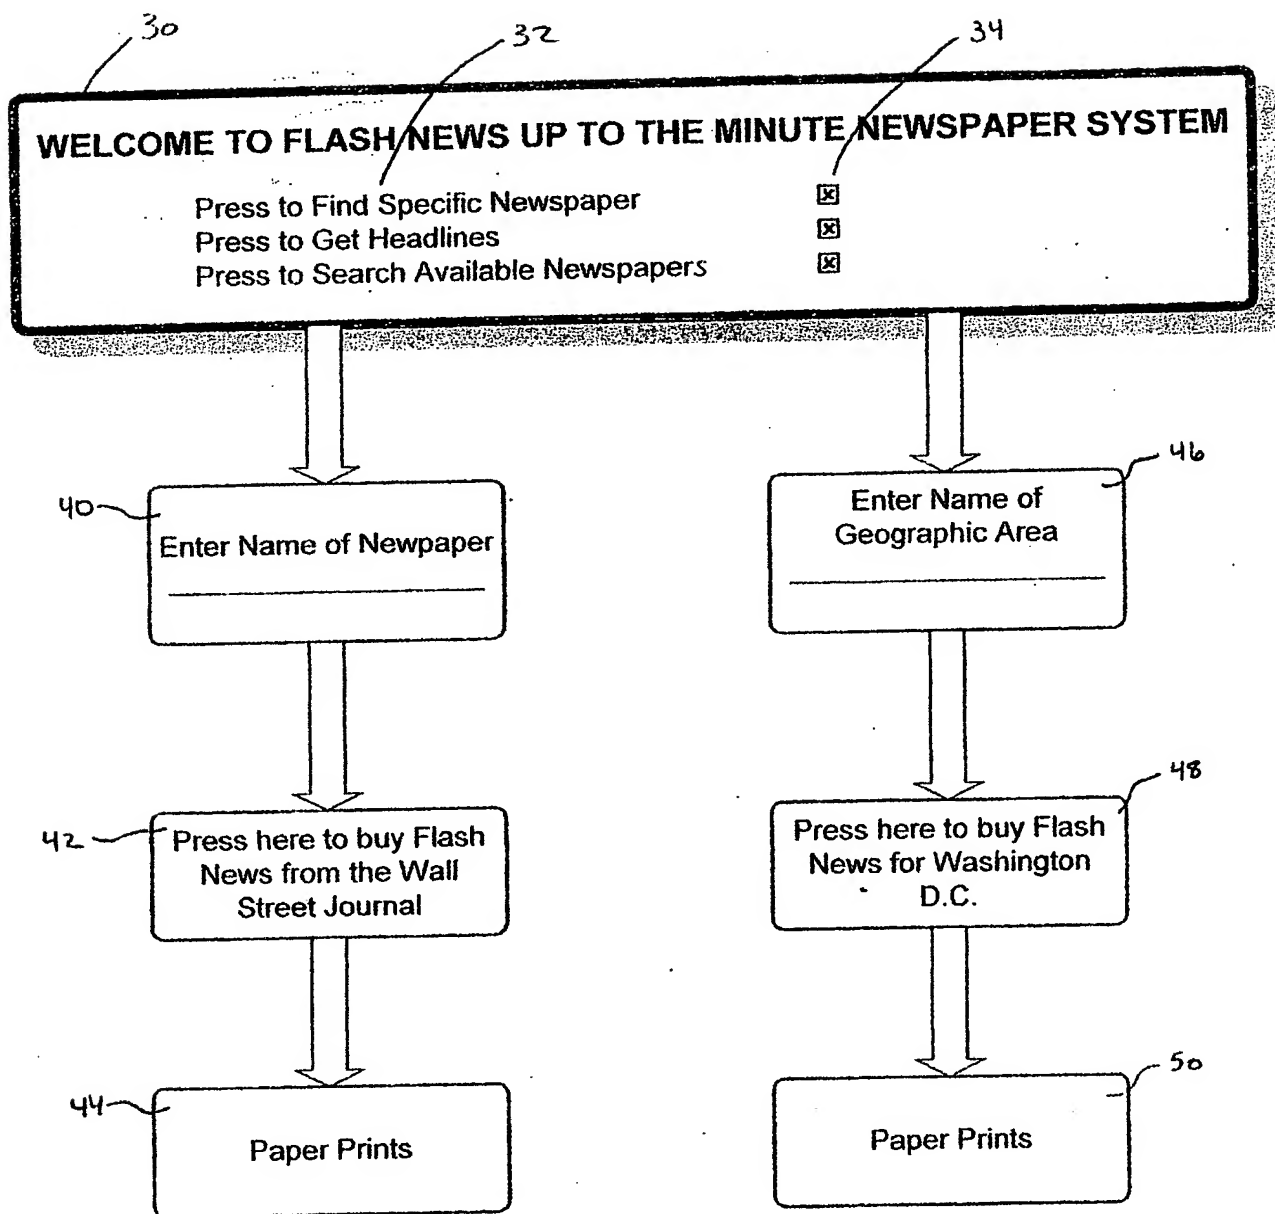 30
32
34
WELCOME TO FLASH NEWS UP TO THE MINUTE NEWSPAPER SYSTEM
Press to Find Specific Newspaper
Press to Get Headlines
Press to Search Available Newspapers
40
Enter Name of Newpaper
46
Enter Name of
Geographic Area
42
Press here to buy Flash
News from the Wall
Street Journal
48
Press here to buy Flash
News for Washington
D.C.
44
Paper Prints
50
Paper Prints